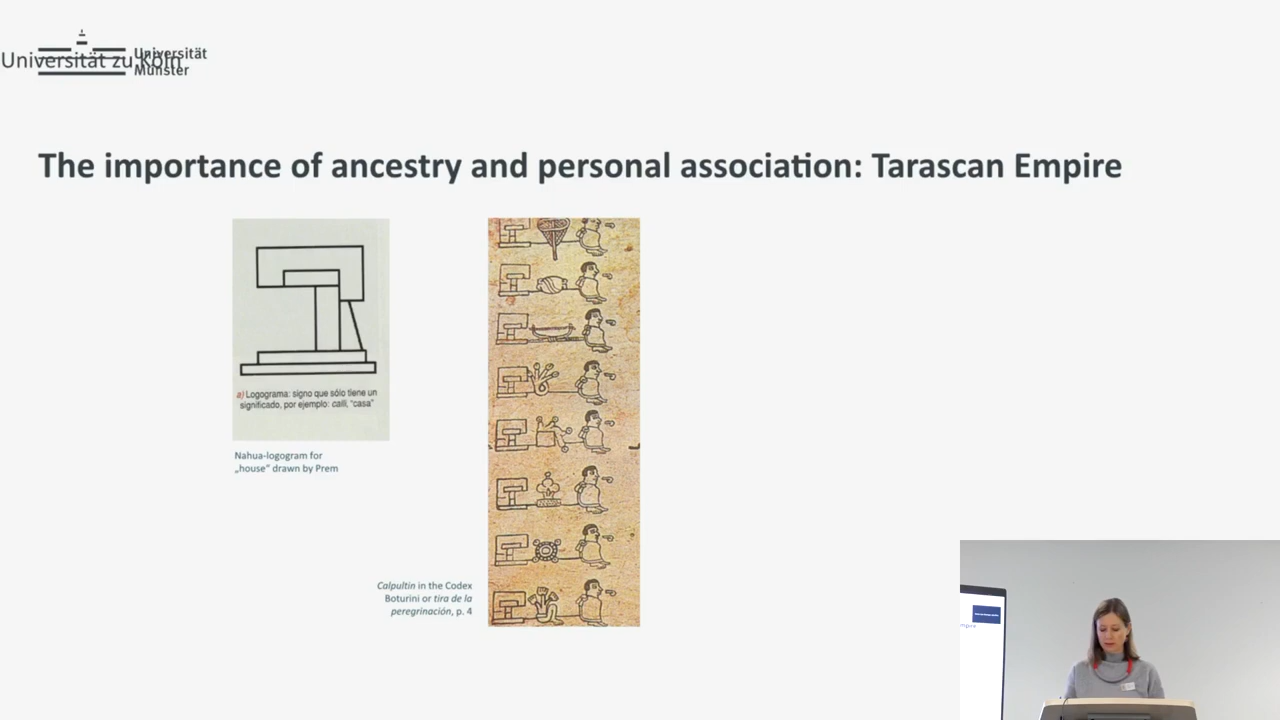 Universität zu Köln
Universität
Münster
The importance of ancestry and personal association: Tarascan Empire
a) Logograma: signo que sólo tiene un
significado, por ejemplo: calli, "casa"
Nahua-logogram for
„house“ drawn by Prem
Calpultin in the Codex
Boturini or tira de la
peregrinación, p. 4